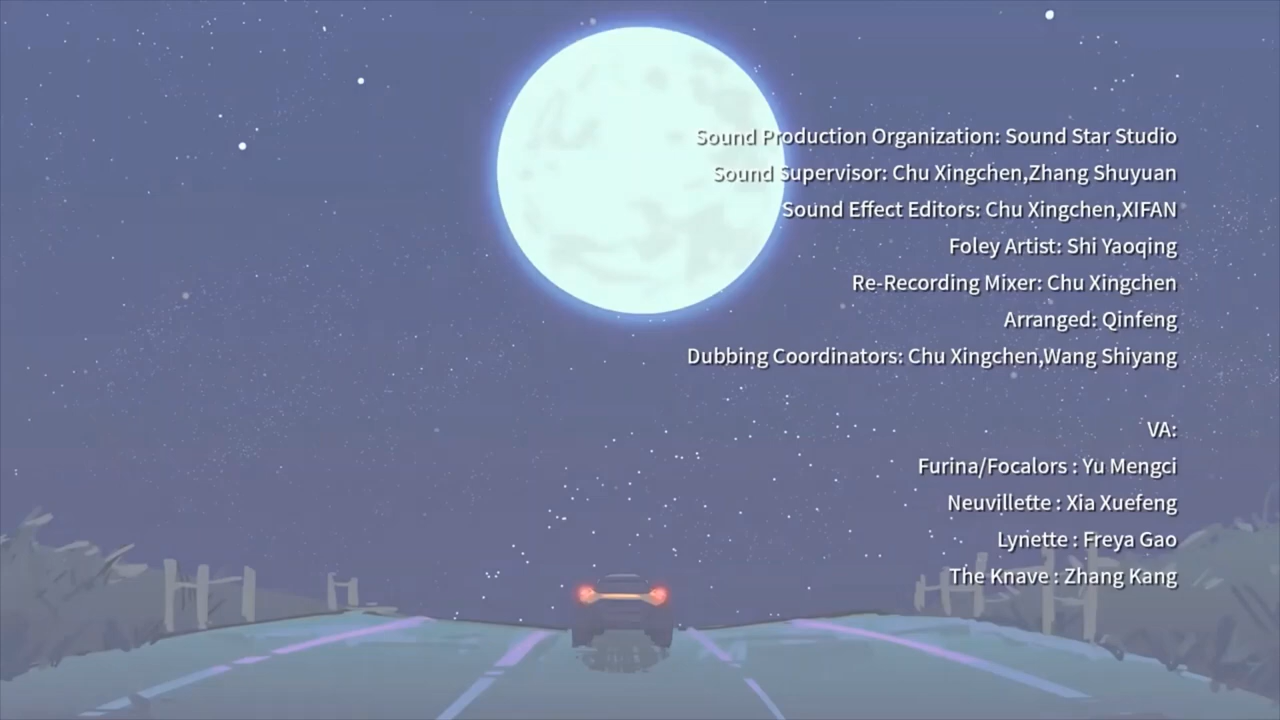 Sound Production Organization: Sound Star Studio
Sound Supervisor: Chu Xingchen,Zhang Shuyuan
Sound Effect Editors: Chu Xingchen,XIFAN
Foley Artist: Shi Yaoqing
Re-Recording Mixer: Chu Xingchen
Arranged: Qinfeng
Dubbing Coordinators: Chu Xingchen,Wang Shiyang
VA:
Furina/Focalors : Yu Mengci
Neuvillette : Xia Xuefeng
Lynette : Freya Gao
The Knave : Zhang Kang